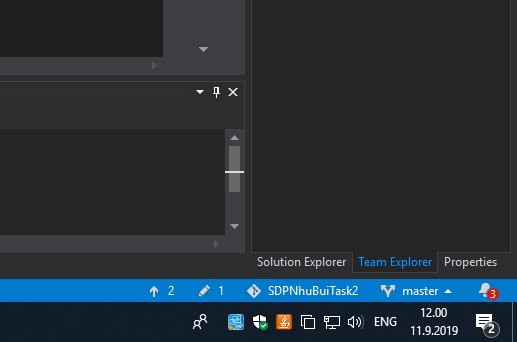 Solution Explorer Team Explorer Properties
2 1 SDPNhuBuiTask2 master 3
ENG 12.00 2
11.9.2019